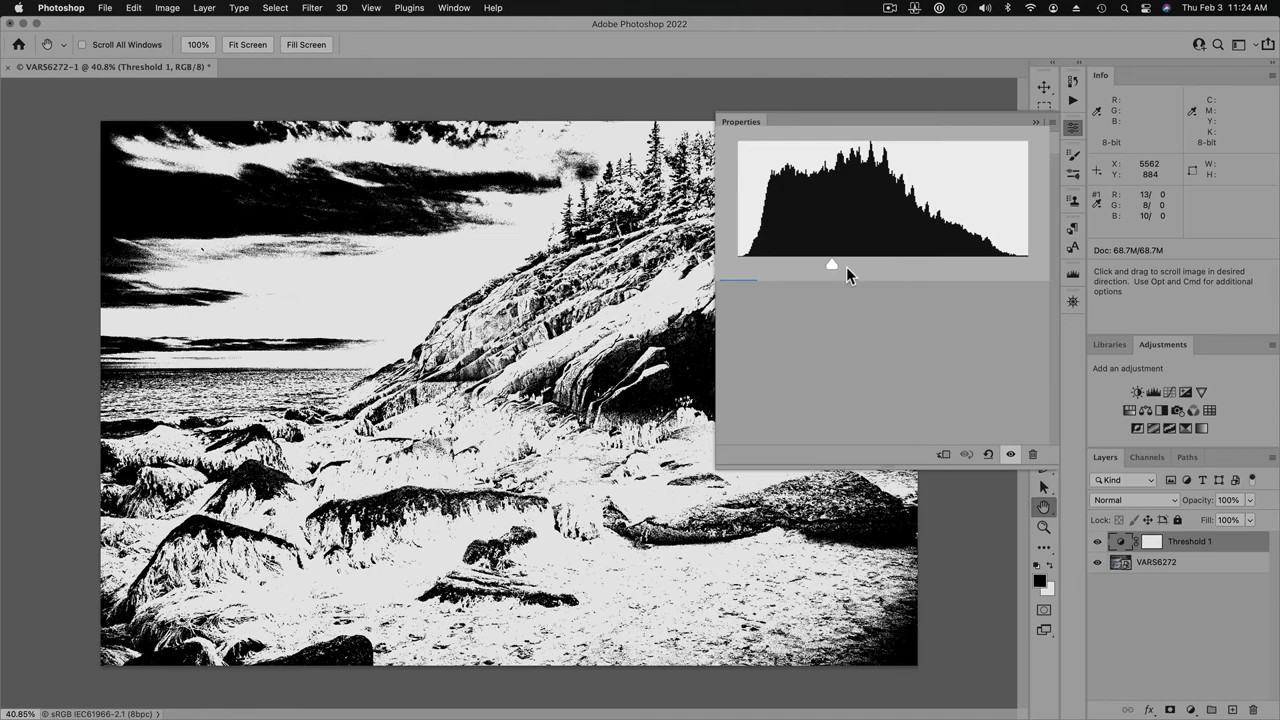 Photoshop File Edit Image Layer Type Select Filter 3D View Plugins Window Help Thu Feb 3 11:24 AM
Adobe Photoshop 2022
Scroll All Windows 100% Fit Screen Fill Screen
× © VARS6272-1 @ 40.8% (Threshold 1, RGB/8) *
Properties
Info
R: C:
G: M:
B: Y:
K:
8-bit 8-bit
X: 5562 W:
Y: 884 H:
#1 R: 13/ 0
G: 8/ 0
B: 10/ 0
Doc: 68.7M/68.7M
Click and drag to scroll image in desired
direction. Use Opt and Cmd for additional
options
Libraries Adjustments
Add an adjustment
Layers Channels Paths
Kind
Normal Opacity: 100%
Lock: Fill: 100%
Threshold 1
VARS6272
40.85% © sRGB IEC61966-2.1 (8bpc)